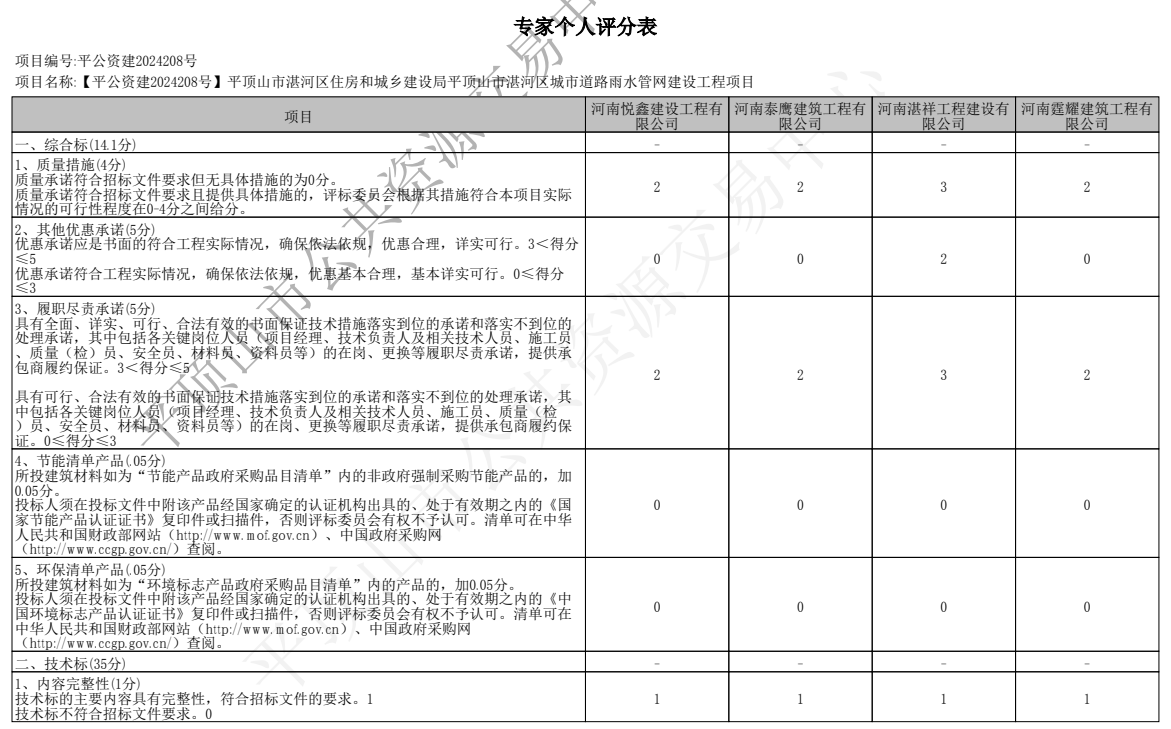 专家个人评分表
项目编号:平公资建2024208号
项目名称:【平公资建2024208号】平顶山市湛河区住房和城乡建设局平顶山市湛河区城市道路雨水管网建设工程项目
项目
河南悦鑫建设工程有
限公司
河南泰鹰建筑工程有
限公司
河南湛祥工程建设有
限公司
河南霆耀建筑工程有
限公司
一、综合标(14.1分)
-
-
-
-
1、质量措施(4分)
质量承诺符合招标文件要求但无具体措施的为0分。
质量承诺符合招标文件要求且提供具体措施的，评标委员会根据其措施符合本项目实际
情况的可行性程度在0-4分之间给分。
2
2
3
2
2、其他优惠承诺(5分)
优惠承诺应是书面的符合工程实际情况，确保依法依规，优惠合理，详实可行。3＜得分
≤5
优惠承诺符合工程实际情况，确保依法依规，优惠基本合理，基本详实可行。0≤得分
≤3
0
0
2
0
3、履职尽责承诺(5分)
具有全面、详实、可行、合法有效的书面保证技术措施落实到位的承诺和落实不到位的
处理承诺，其中包括各关键岗位人员（项目经理、技术负责人及相关技术人员、施工员
、质量（检）员、安全员、材料员、资料员等）的在岗、更换等履职尽责承诺，提供承
包商履约保证。3＜得分≤5
具有可行、合法有效的书面保证技术措施落实到位的承诺和落实不到位的处理承诺，其
中包括各关键岗位人员（项目经理、技术负责人及相关技术人员、施工员、质量（检
）员、安全员、材料员、资料员等）的在岗、更换等履职尽责承诺，提供承包商履约保
证。0≤得分≤3
2
2
3
2
4、节能清单产品(.05分)
所投建筑材料如为“节能产品政府采购品目清单”内的非政府强制采购节能产品的，加
0.05分。
投标人须在投标文件中附该产品经国家确定的认证机构出具的、处于有效期之内的《国
家节能产品认证证书》复印件或扫描件，否则评标委员会有权不予认可。清单可在中华
人民共和国财政部网站（http://www.mof.gov.cn）、中国政府采购网
（http://www.ccgp.gov.cn/）查阅。
0
0
0
0
5、环保清单产品(.05分)
所投建筑材料如为“环境标志产品政府采购品目清单”内的产品的，加0.05分。
投标人须在投标文件中附该产品经国家确定的认证机构出具的、处于有效期之内的《中
国环境标志产品认证证书》复印件或扫描件，否则评标委员会有权不予认可。清单可在
中华人民共和国财政部网站（http://www.mof.gov.cn）、中国政府采购网
（http://www.ccgp.gov.cn/）查阅。
0
0
0
0
二、技术标(35分)
-
-
-
-
1、内容完整性(1分)
技术标的主要内容具有完整性，符合招标文件的要求。1
技术标不符合招标文件要求。0
1
1
1
1
平顶山市公共资源交易中
平顶山市公共资源交易中心